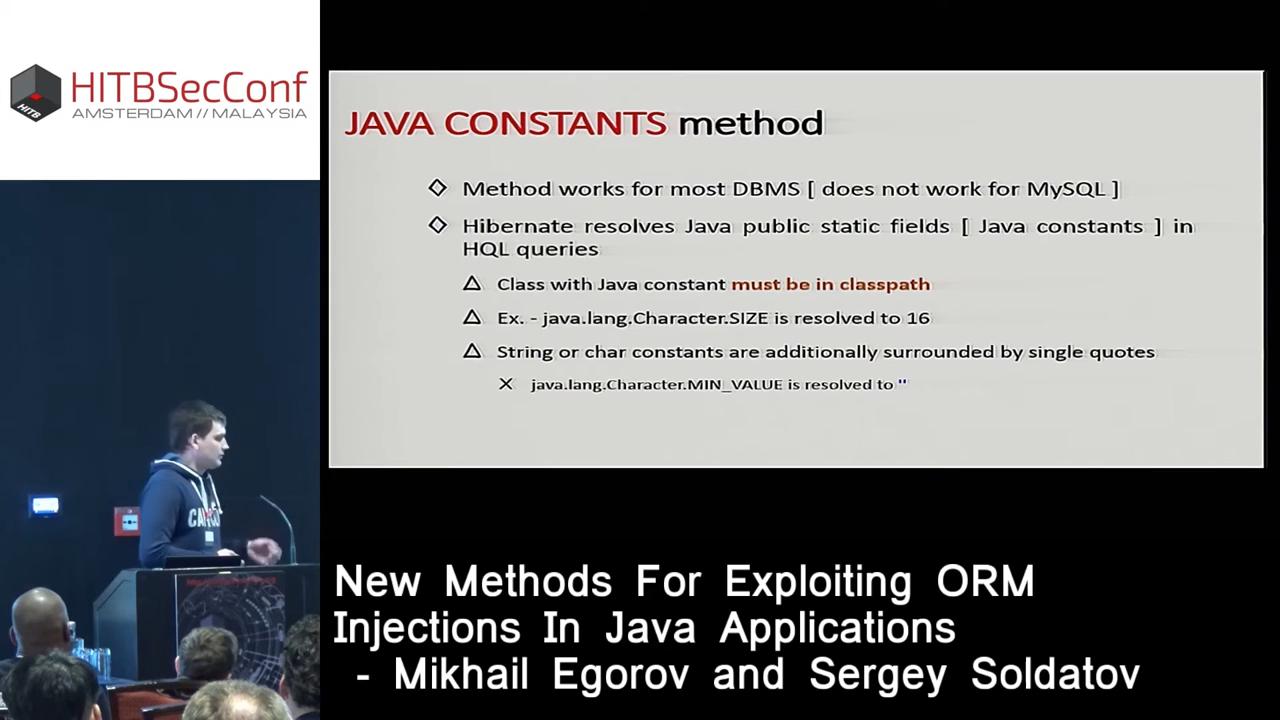 HITBSecConf
AMSTERDAM // MALAYSIA
HITB
JAVA CONSTANTS method
Method works for most DBMS [ does not work for MySQL ]
Hibernate resolves Java public static fields [ Java constants ] in
HQL queries
Class with Java constant must be in classpath
Ex. - java.lang.Character.SIZE is resolved to 16
String or char constants are additionally surrounded by single quotes
java.lang.Character.MIN_VALUE is resolved to ''
New Methods For Exploiting ORM
Injections In Java Applications
- Mikhail Egorov and Sergey Soldatov